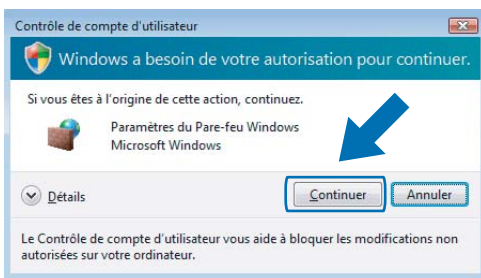 Contrôle de compte d'utilisateur
Windows a besoin de votre autorisation pour continuer.
Si vous êtes à l'origine de cette action, continuez.
Paramètres du Pare-feu Windows
Microsoft Windows
Détails
Continuer
Annuler
Le Contrôle de compte d'utilisateur vous aide à bloquer les modifications non
autorisées sur votre ordinateur.